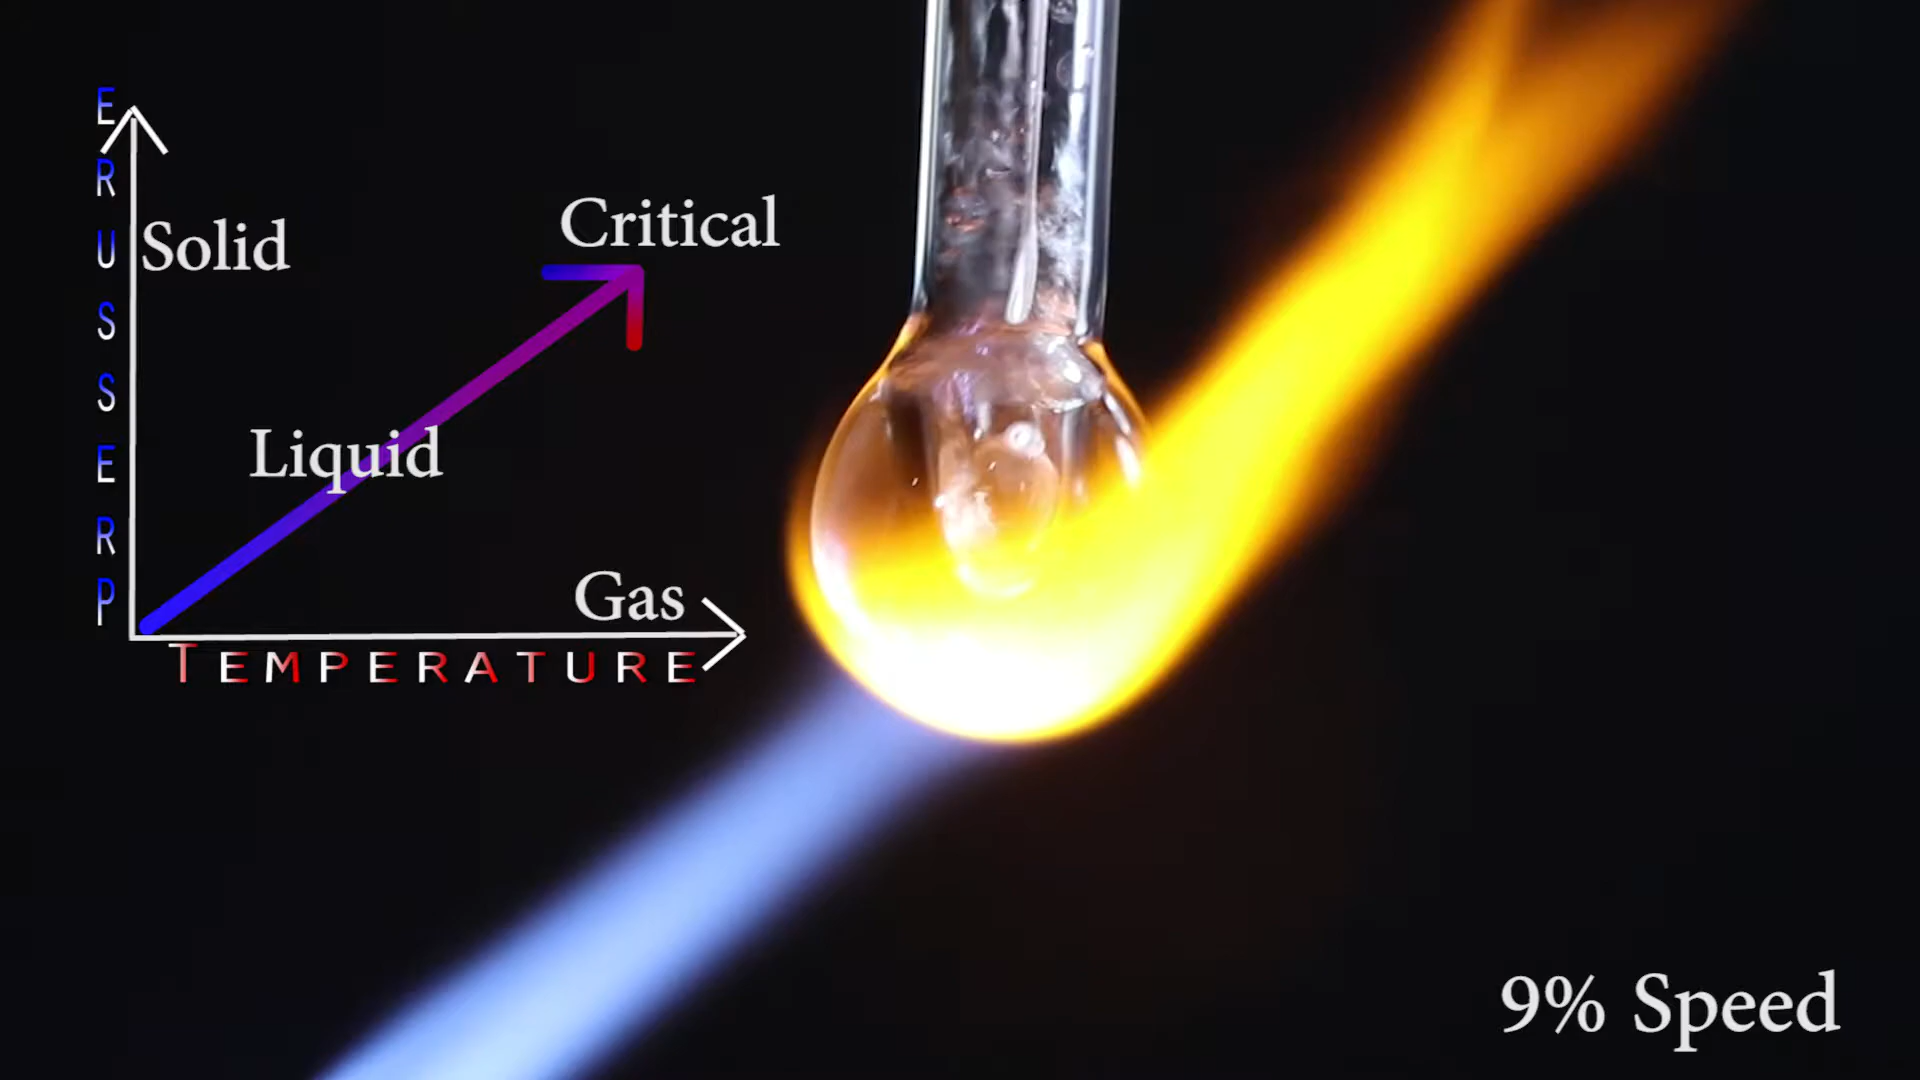 PRESSURE
Solid
Critical
Liquid
Gas
TEMPERATURE
9% Speed